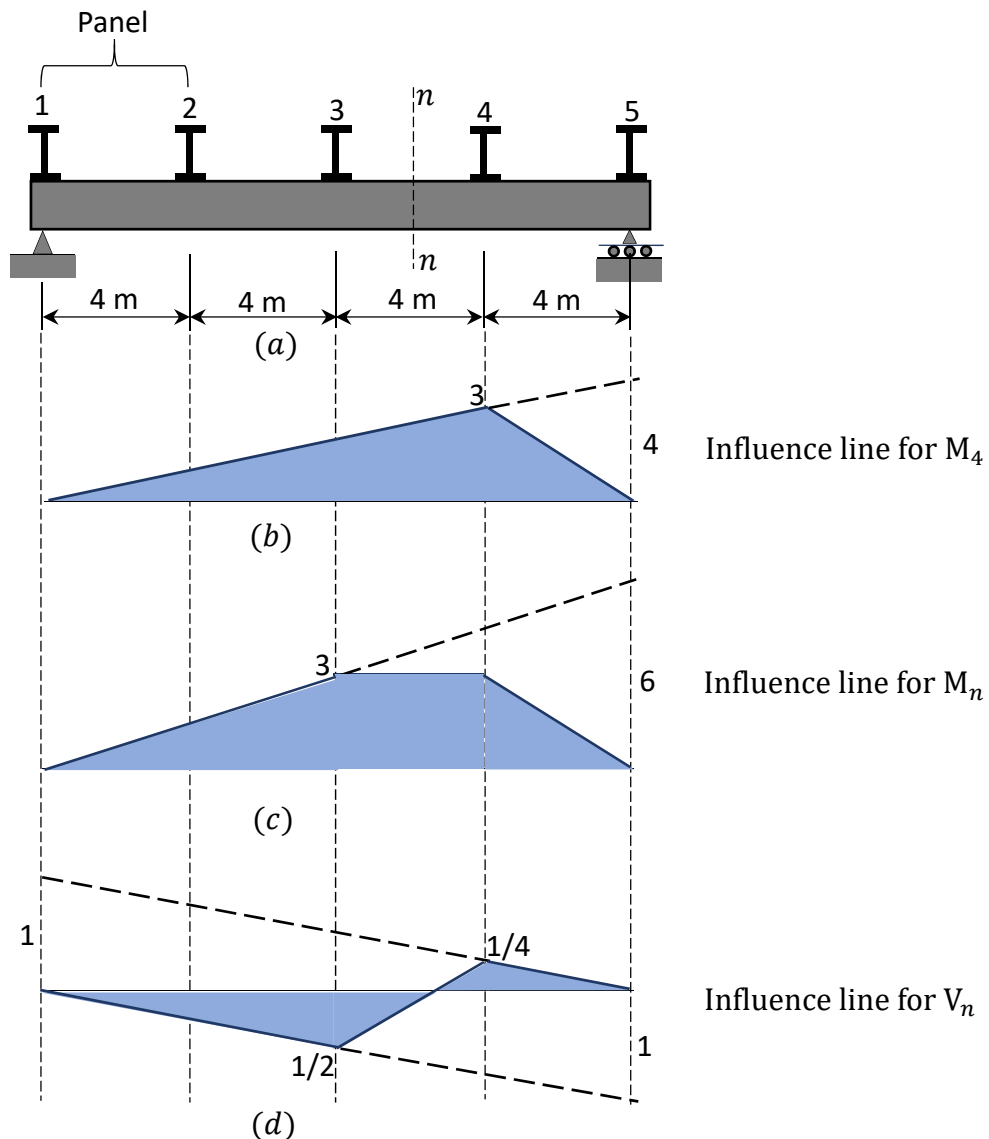 Panel
n
1 2 3 4 5
n
4 m 4 m 4 m 4 m
(a)
3
4 Influence line for M₄
(b)
3
6 Influence line for Mₙ
(c)
1
1/4
Influence line for Vₙ
1/2
1
(d)